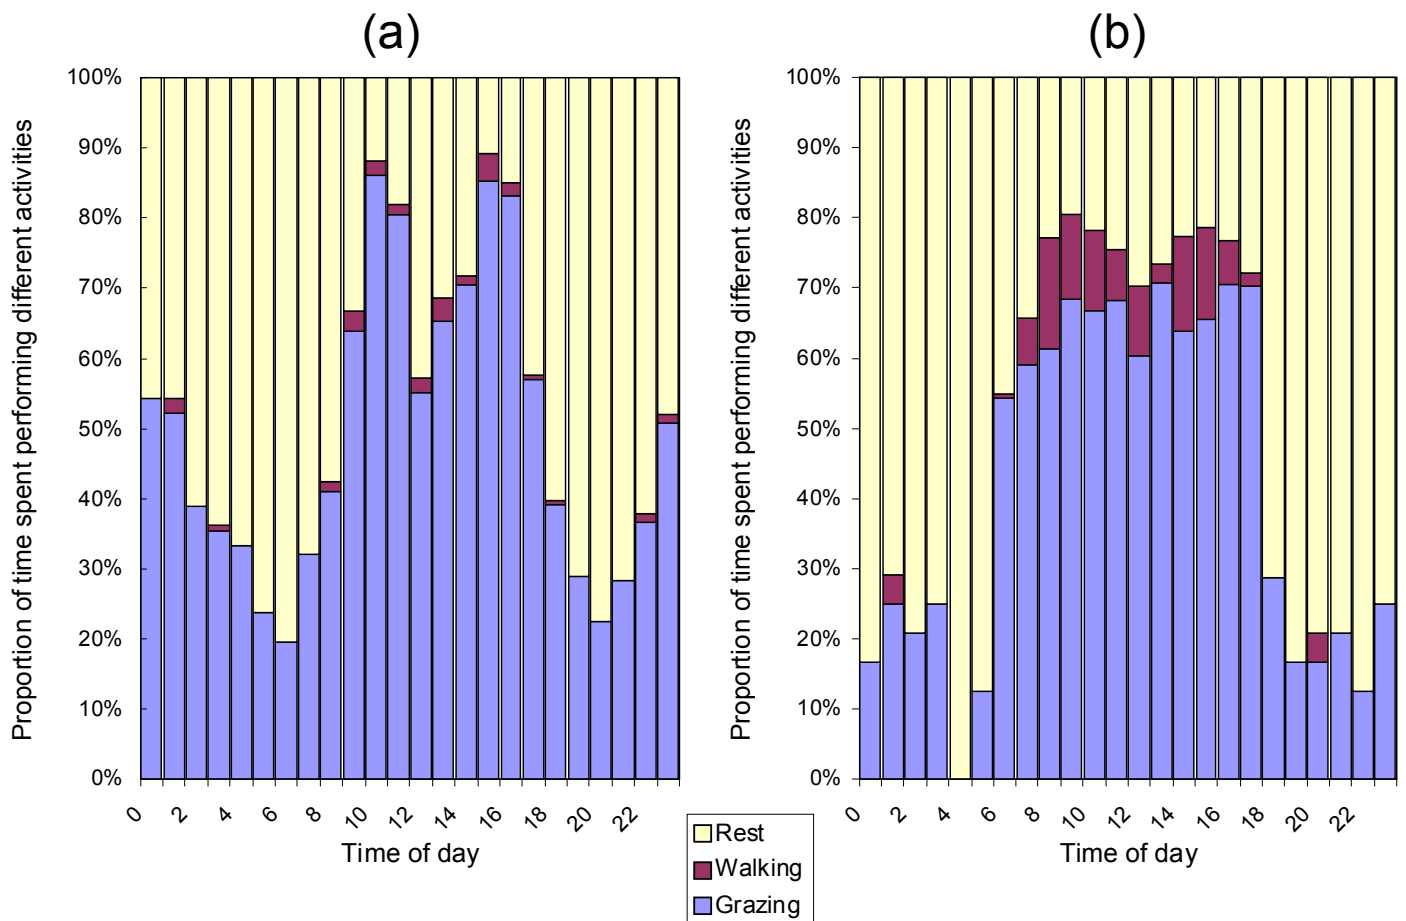 (a)
(b)
Proportion of time spent performing different activities
100%
90%
80%
70%
60%
50%
40%
30%
20%
10%
0%
0 2 4 6 8 10 12 14 16 18 20 22
Time of day
Proportion of time spent performing different activities
100%
90%
80%
70%
60%
50%
40%
30%
20%
10%
0%
0 2 4 6 8 10 12 14 16 18 20 22
Time of day
Rest
Walking
Grazing